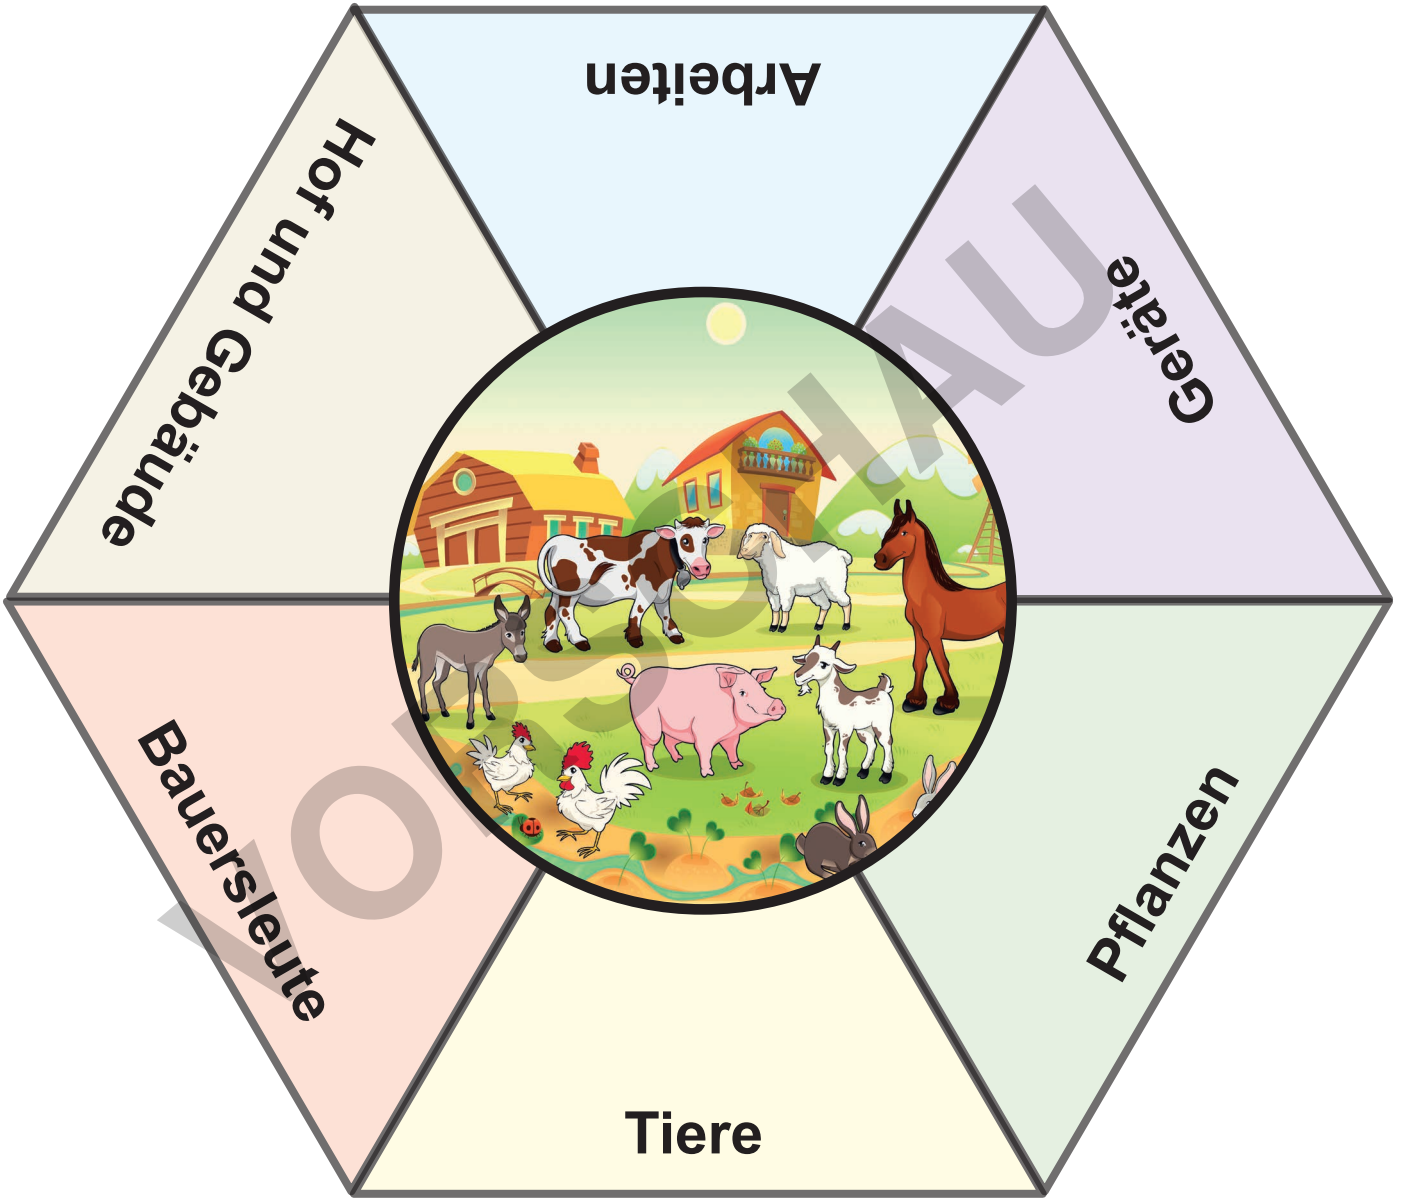 Arbeiten
Hof und Gebäude
Geräte
VORSCHAU
Bauersleute
Pflanzen
Tiere